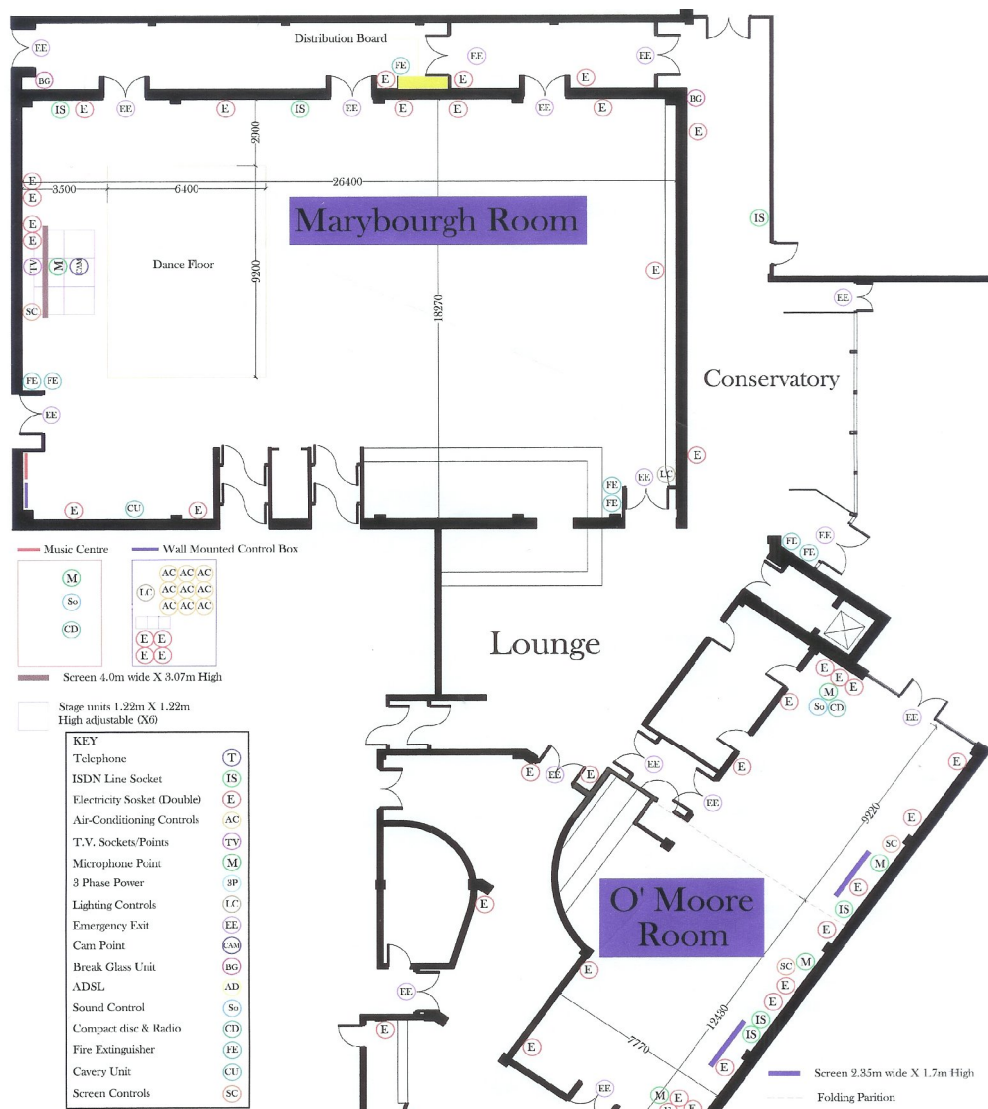 Distribution Board
EE
EE
EE
FE
BG
E
E
E
IS
E
EE
E
IS
EE
E
E
EE
E
BG
E
2900
E
3500
6400
26400
E
Marybourgh Room
IS
E
E
TV
M
CAM
Dance Floor
9200
18270
E
SC
EE
FE
FE
Conservatory
EE
E
EE
LC
FE
FE
E
CU
E
EE
FE
FE
Music Centre
Wall Mounted Control Box
M
So
CD
LC
AC
AC
AC
AC
AC
AC
AC
AC
AC
E
E
E
E
Lounge
Screen 4.0m wide X 3.07m High
Stage units 1.22m X 1.22m
High adjustable (X6)
E
E
E
M
So
CD
E
EE
KEY
Telephone T
ISDN Line Socket IS
Electricity Sosket (Double) E
Air-Conditioning Controls AC
T.V. Sockets/Points TV
Microphone Point M
3 Phase Power 3P
Lighting Controls LC
Emergency Exit EE
Cam Point CAM
Break Glass Unit BG
ADSL AD
Sound Control So
Compact disc & Radio CD
Fire Extinguisher FE
Cavery Unit CU
Screen Controls SC
E
EE
E
EE
E
EE
E
9220
E
SC
M
E
IS
E
E
O' Moore
Room
E
M
SC
E
E
IS
IS
12430
E
EE
E
E
7770
EE
M
E
E
E
Screen 2.35m wide X 1.7m High
Folding Parition